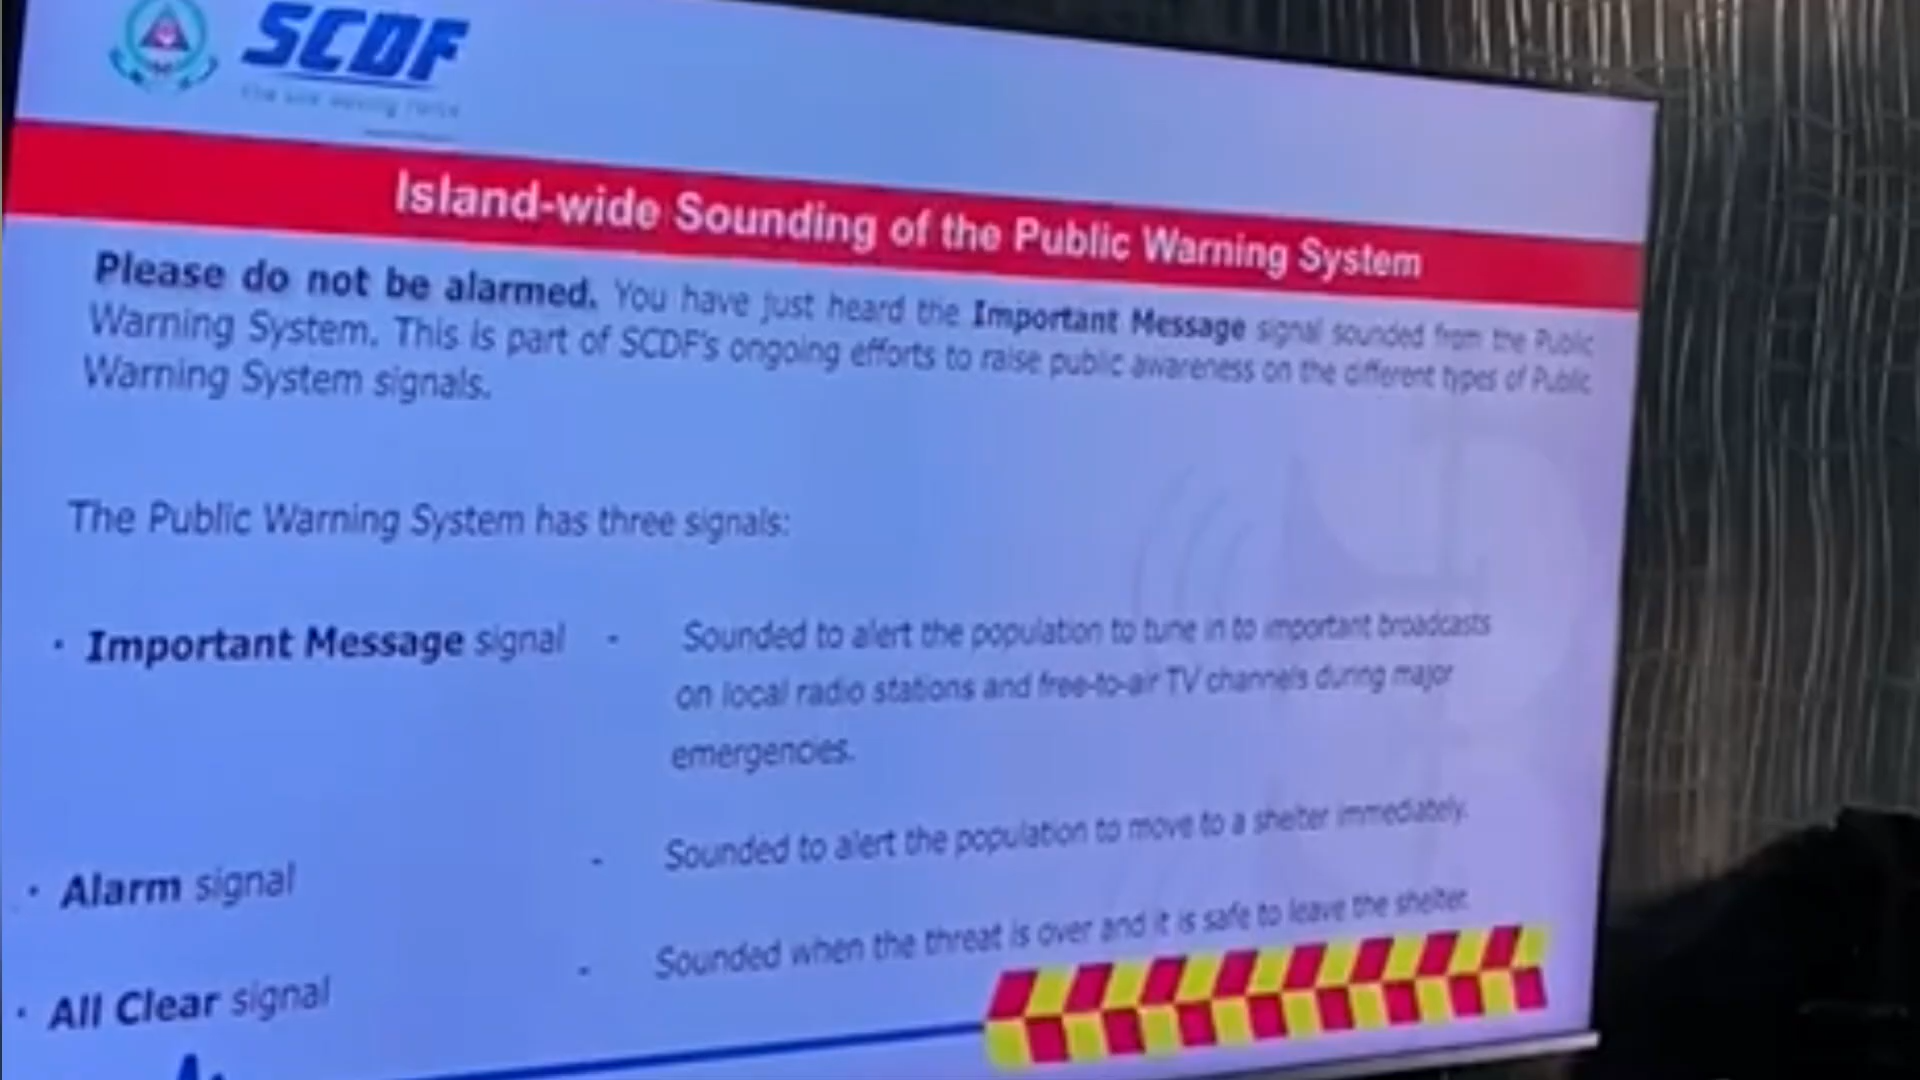 SCDF
The Life Saving Force
Island-wide Sounding of the Public Warning System
Please do not be alarmed. You have just heard the Important Message signal sounded from the Public
Warning System. This is part of SCDF's ongoing efforts to raise public awareness on the different types of Public
Warning System signals.
The Public Warning System has three signals:
· Important Message signal - Sounded to alert the population to tune in to important broadcasts
on local radio stations and free-to-air TV channels during major
emergencies.
· Alarm signal - Sounded to alert the population to move to a shelter immediately.
· All Clear signal - Sounded when the threat is over and it is safe to leave the shelter.